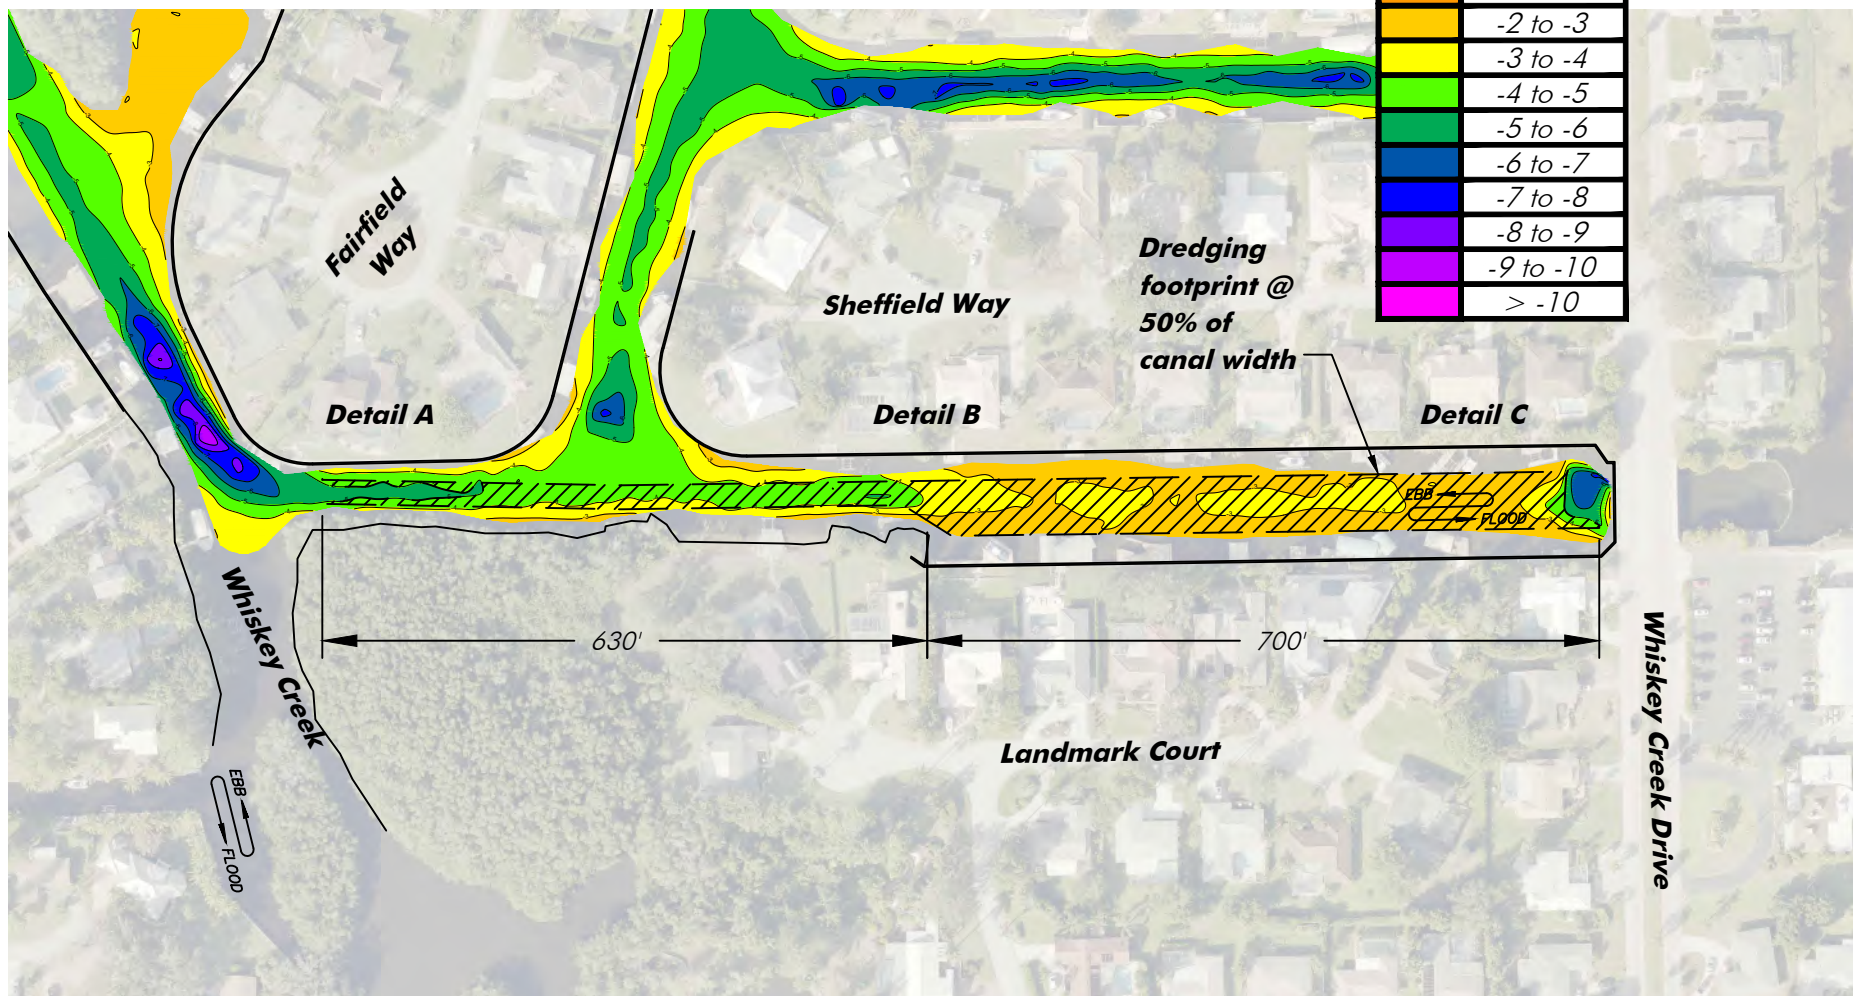 -2 to -3
-3 to -4
-4 to -5
-5 to -6
-6 to -7
-7 to -8
-8 to -9
-9 to -10
> -10
Fairfield
Way
Sheffield Way
Dredging
footprint @
50% of
canal width
Detail A
Detail B
Detail C
EBB
FLOOD
630'
700'
Whiskey Creek
Whiskey Creek Drive
Landmark Court
EBB
FLOOD